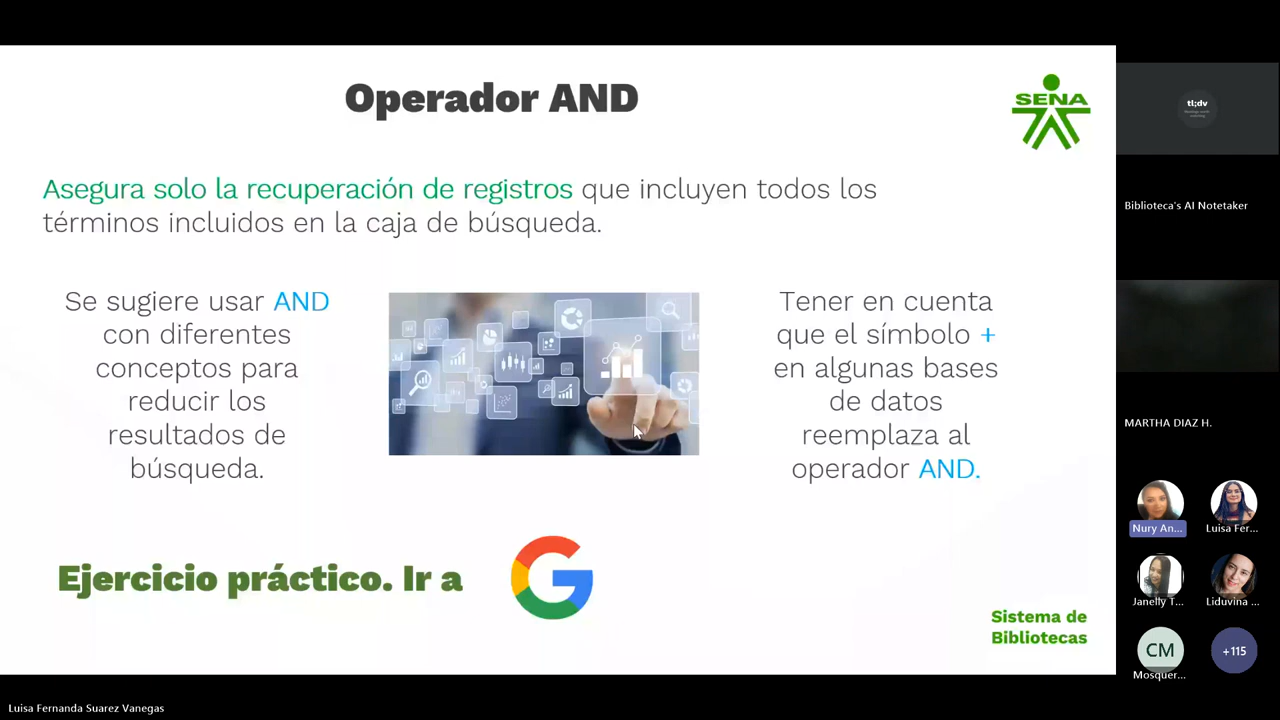 Operador AND
SENA
Asegura solo la recuperación de registros que incluyen todos los
términos incluidos en la caja de búsqueda.
Se sugiere usar AND
con diferentes
conceptos para
reducir los
resultados de
búsqueda.
Tener en cuenta
que el símbolo +
en algunas bases
de datos
reemplaza al
operador AND.
Ejercicio práctico. Ir a
Sistema de
Bibliotecas
tl;dv
Biblioteca's AI Notetaker
MARTHA DIAZ H.
Nury An...
Luisa Fer...
Janelly T...
Liduvina ...
CM
Mosquer...
+115
Luisa Fernanda Suarez Vanegas